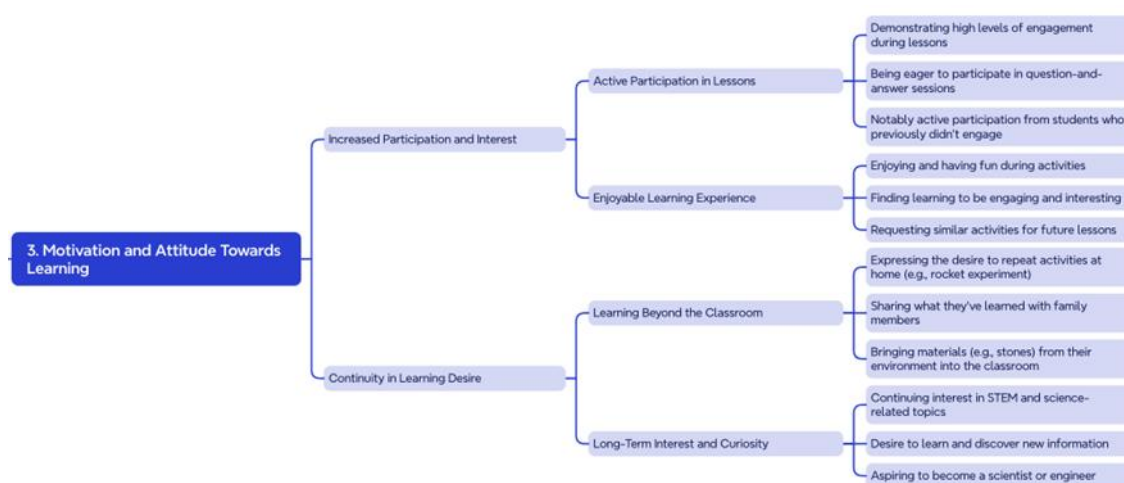 3. Motivation and Attitude Towards
Learning
Increased Participation and Interest
Active Participation in Lessons
Demonstrating high levels of engagement
during lessons
Being eager to participate in question-and-
answer sessions
Notably active participation from students who
previously didn't engage
Enjoyable Learning Experience
Enjoying and having fun during activities
Finding learning to be engaging and interesting
Requesting similar activities for future lessons
Continuity in Learning Desire
Learning Beyond the Classroom
Expressing the desire to repeat activities at
home (e.g., rocket experiment)
Sharing what they've learned with family
members
Bringing materials (e.g., stones) from their
environment into the classroom
Long-Term Interest and Curiosity
Continuing interest in STEM and science-
related topics
Desire to learn and discover new information
Aspiring to become a scientist or engineer